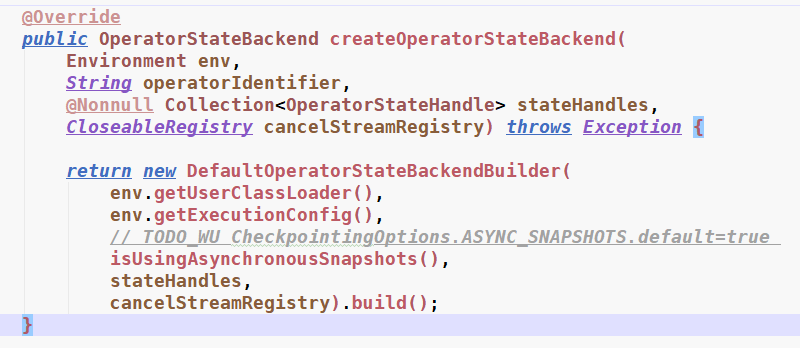 @Override
public OperatorStateBackend createOperatorStateBackend(
Environment env,
String operatorIdentifier,
@Nonnull Collection<OperatorStateHandle> stateHandles,
CloseableRegistry cancelStreamRegistry) throws Exception {
return new DefaultOperatorStateBackendBuilder(
env.getUserClassLoader(),
env.getExecutionConfig(),
// TODO_WU CheckpointingOptions.ASYNC_SNAPSHOTS.default=true
isUsingAsynchronousSnapshots(),
stateHandles,
cancelStreamRegistry).build();
}